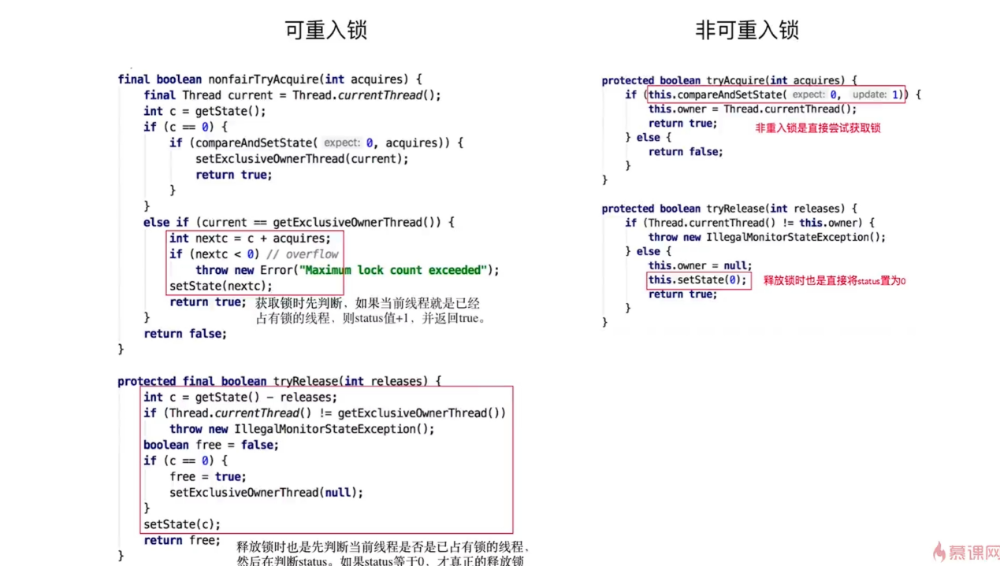 可重入锁
final boolean nonfairTryAcquire(int acquires) {
final Thread current = Thread.currentThread();
int c = getState();
if (c == 0) {
if (compareAndSetState( expect: 0, acquires)) {
setExclusiveOwnerThread(current);
return true;
}
}
else if (current == getExclusiveOwnerThread()) {
int nextc = c + acquires;
if (nextc < 0) // overflow
throw new Error("Maximum lock count exceeded");
setState(nextc);
return true; 获取锁时先判断，如果当前线程就是已经
占有锁的线程，则status值+1，并返回true。
}
return false;
}
protected final boolean tryRelease(int releases) {
int c = getState() - releases;
if (Thread.currentThread() != getExclusiveOwnerThread())
throw new IllegalMonitorStateException();
boolean free = false;
if (c == 0) {
free = true;
setExclusiveOwnerThread(null);
}
setState(c);
return free; 释放锁时也是先判断当前线程是否是已占有锁的线程，
然后在判断status。如果status等于0，才真正的释放锁
}
非可重入锁
protected boolean tryAcquire(int acquires) {
if (this.compareAndSetState( expect: 0, update: 1)) {
this.owner = Thread.currentThread();
return true; 非重入锁是直接尝试获取锁
} else {
return false;
}
}
protected boolean tryRelease(int releases) {
if (Thread.currentThread() != this.owner) {
throw new IllegalMonitorStateException();
} else {
this.owner = null;
this.setState(0); 释放锁时也是直接将status置为0
return true;
}
}
慕课网